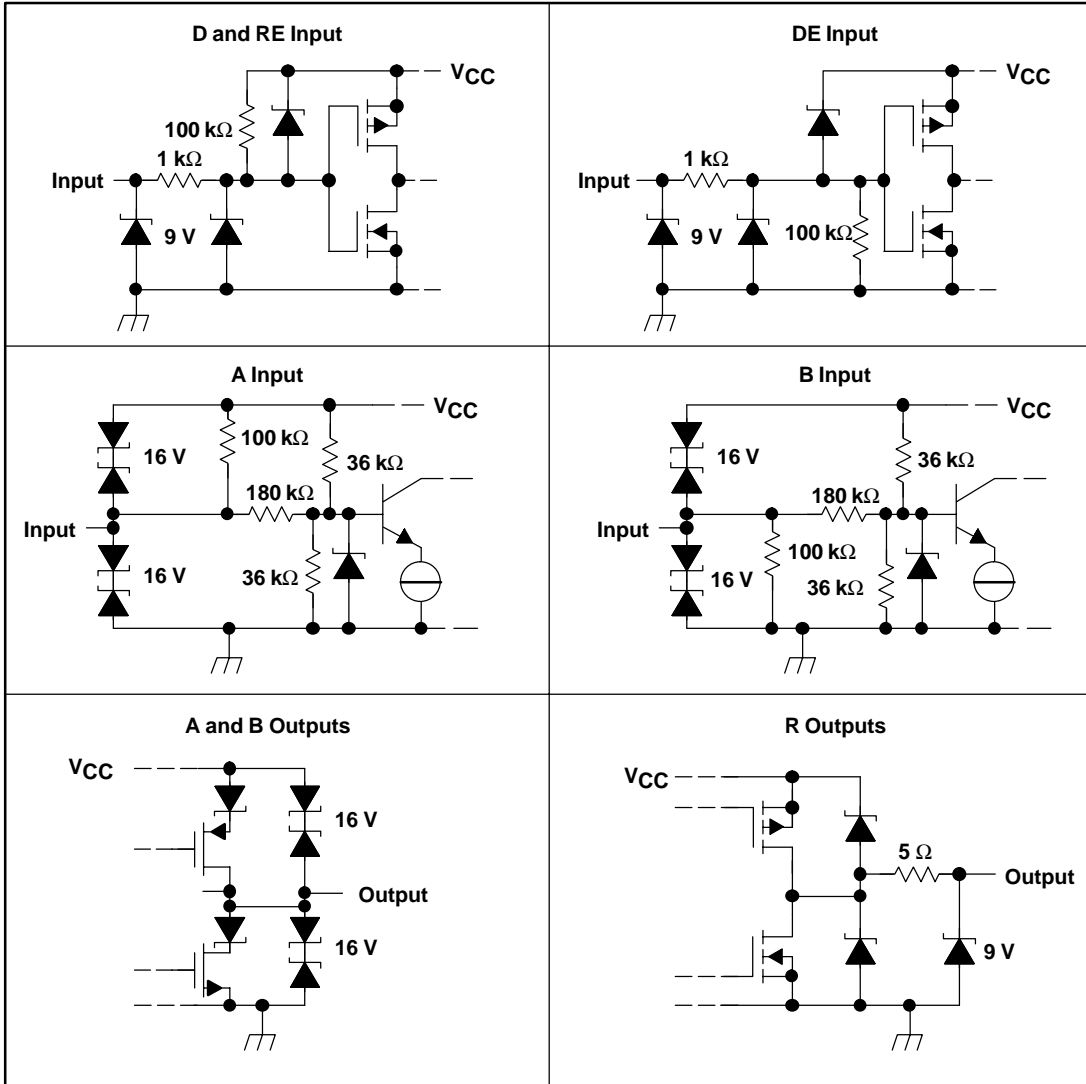 D and RE Input
VCC
100 kΩ
1 kΩ
Input
9 V
DE Input
VCC
1 kΩ
Input
9 V
100 kΩ
A Input
VCC
100 kΩ
16 V
36 kΩ
180 kΩ
Input
16 V
36 kΩ
B Input
VCC
16 V
36 kΩ
180 kΩ
Input
100 kΩ
16 V
36 kΩ
A and B Outputs
VCC
16 V
Output
16 V
R Outputs
VCC
5 Ω
Output
9 V